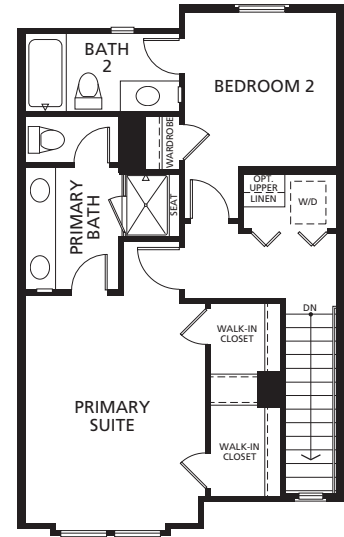 BATH
2
BEDROOM 2
WARDROBE
OPT.
UPPER
LINEN
W/D
SEAT
PRIMARY
BATH
DN
WALK-IN
CLOSET
PRIMARY
SUITE
WALK-IN
CLOSET